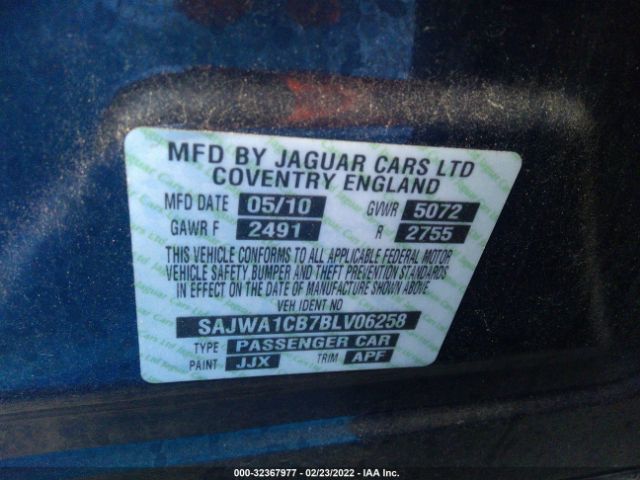 MFD BY JAGUAR CARS LTD
COVENTRY ENGLAND
MFD DATE 05/10 GVWR 5072
GAWR F 2491 R 2755
THIS VEHICLE CONFORMS TO ALL APPLICABLE FEDERAL MOTOR
VEHICLE SAFETY BUMPER AND THEFT PREVENTION STANDARDS
IN EFFECT ON THE DATE OF MANUFACTURE SHOWN ABOVE.
VEH IDENT NO
SAJWA1CB7BLV06258
TYPE PASSENGER CAR
PAINT JJX TRIM APF
000-32367977 - 02/23/2022 - IAA Inc.